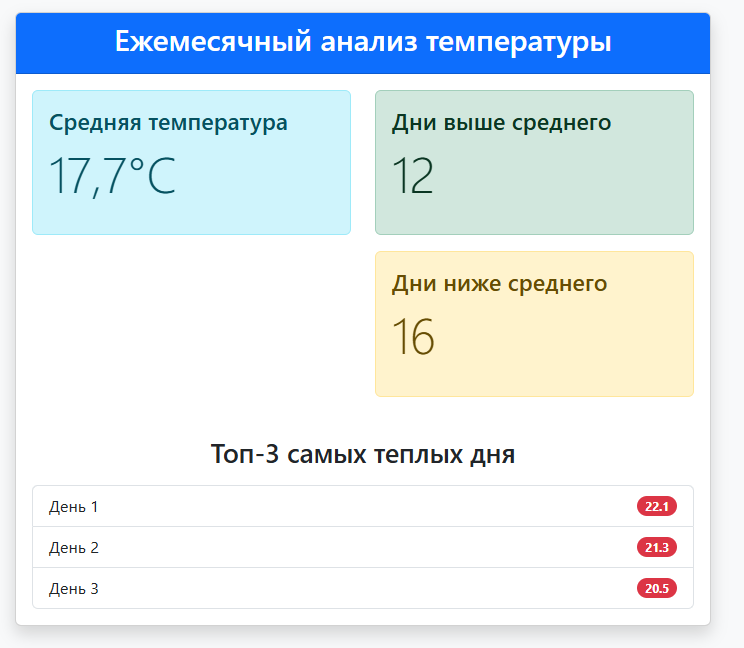 Ежемесячный анализ температуры
Средняя температура
17,7°C
Дни выше среднего
12
Дни ниже среднего
16
Топ-3 самых теплых дня
День 1 22.1
День 2 21.3
День 3 20.5